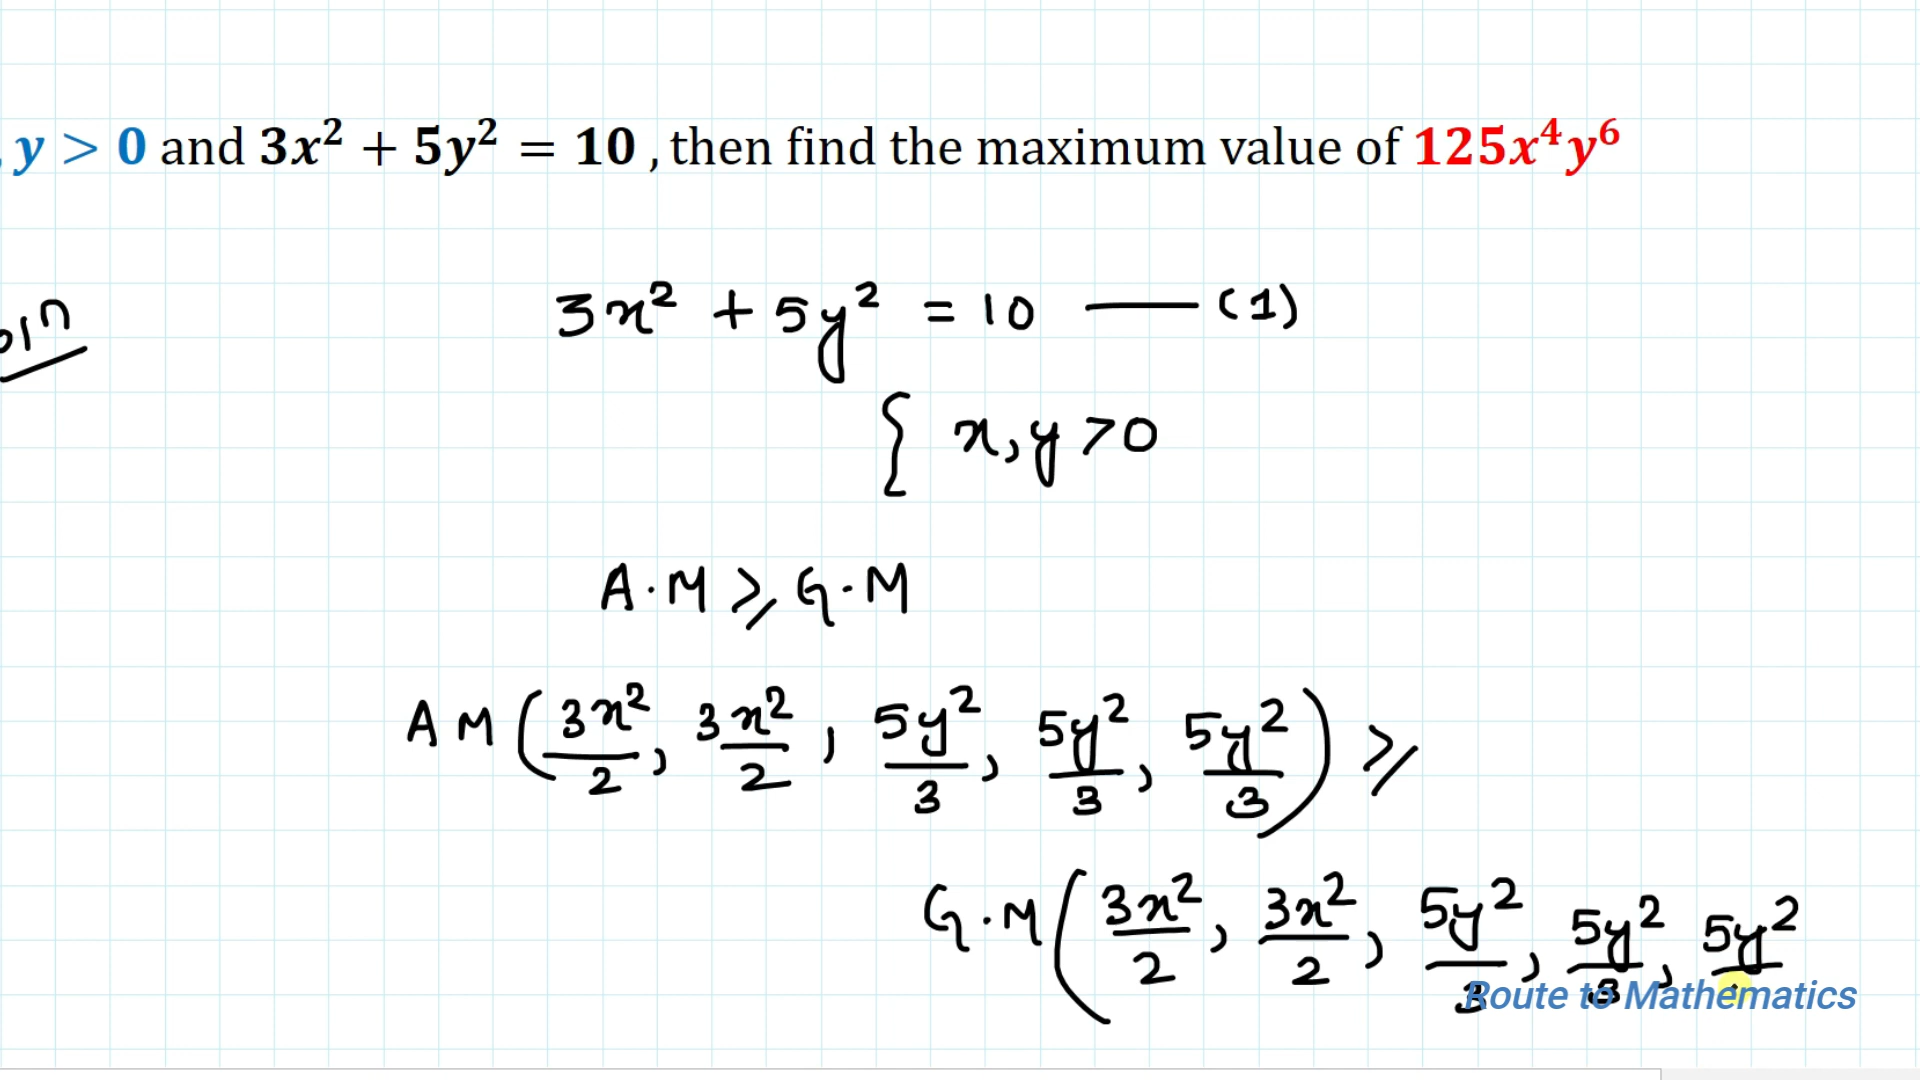 y > 0 and 3x² + 5y² = 10 , then find the maximum value of 125x⁴y⁶
oln
3x² + 5y² = 10 —— (1)
{ x, y > 0
A.M ≥ G.M
AM ( 3x²/2 , 3x²/2 , 5y²/3 , 5y²/3 , 5y²/3 ) ≥
G.M ( 3x²/2 , 3x²/2 , 5y²/3 , 5y²/3 , 5y²/
Route to Mathematics